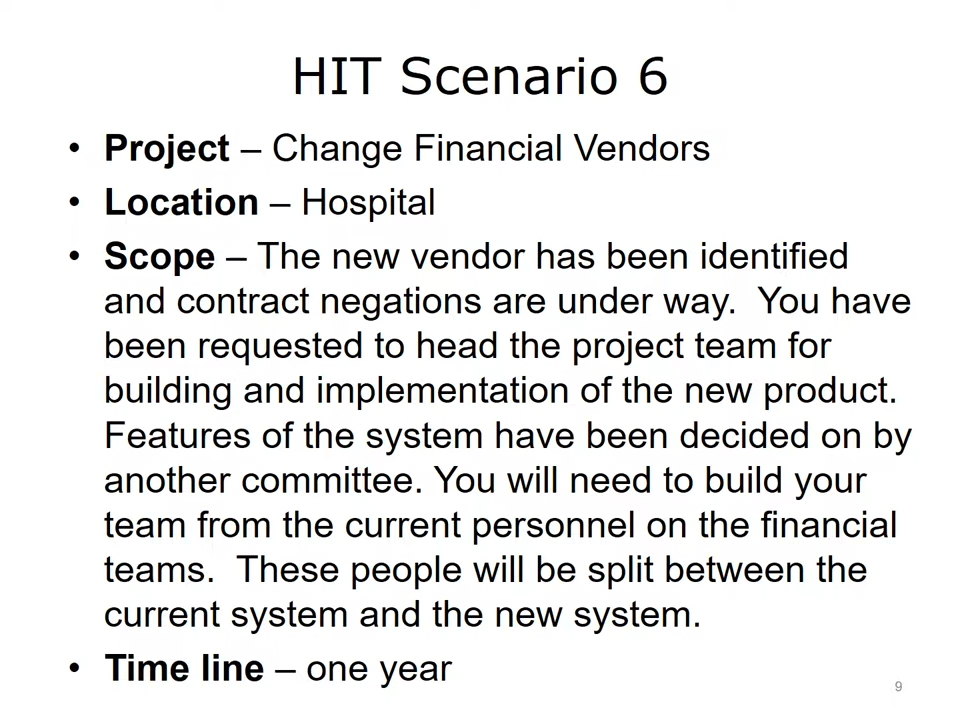 HIT Scenario 6
• Project – Change Financial Vendors
• Location – Hospital
• Scope – The new vendor has been identified
and contract negations are under way.  You have
been requested to head the project team for
building and implementation of the new product.
Features of the system have been decided on by
another committee. You will need to build your
team from the current personnel on the financial
teams.  These people will be split between the
current system and the new system.
• Time line – one year
9